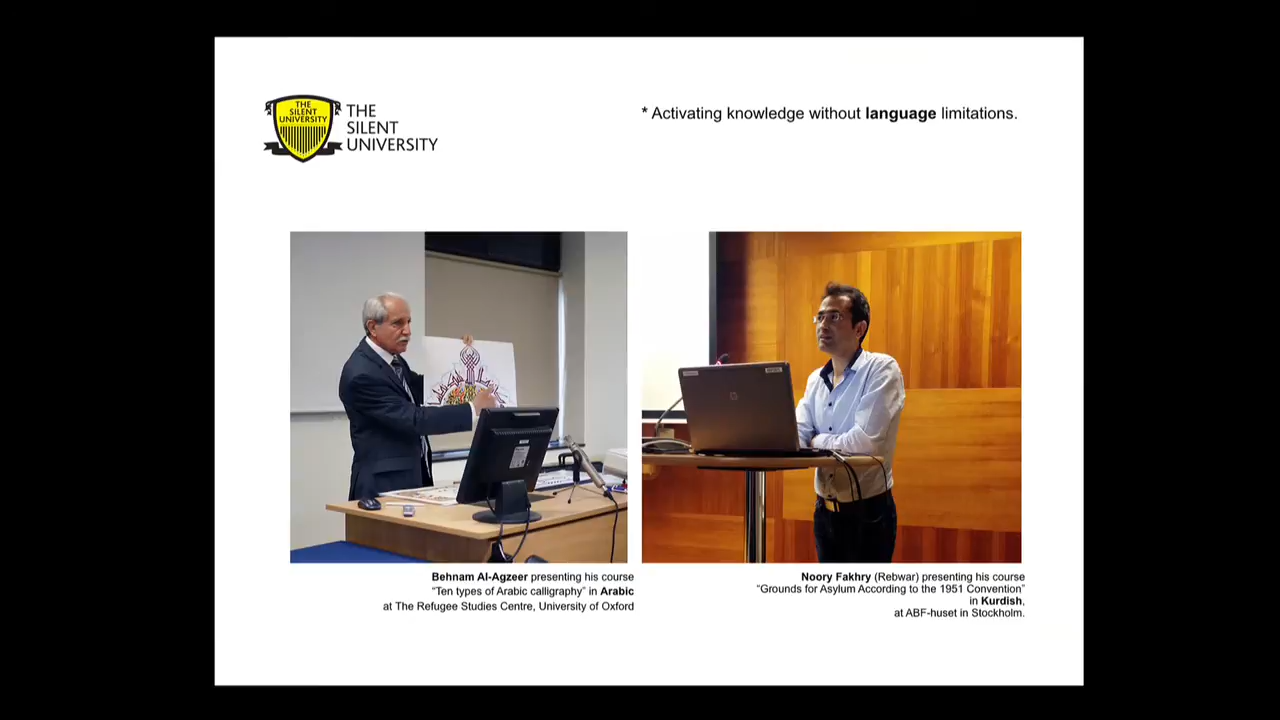 THE
SILENT
UNIVERSITY
THE
SILENT
UNIVERSITY
* Activating knowledge without language limitations.
Behnam Al-Agzeer presenting his course
“Ten types of Arabic calligraphy” in Arabic
at The Refugee Studies Centre, University of Oxford
Noory Fakhry (Rebwar) presenting his course
“Grounds for Asylum According to the 1951 Convention”
in Kurdish,
at ABF-huset in Stockholm.